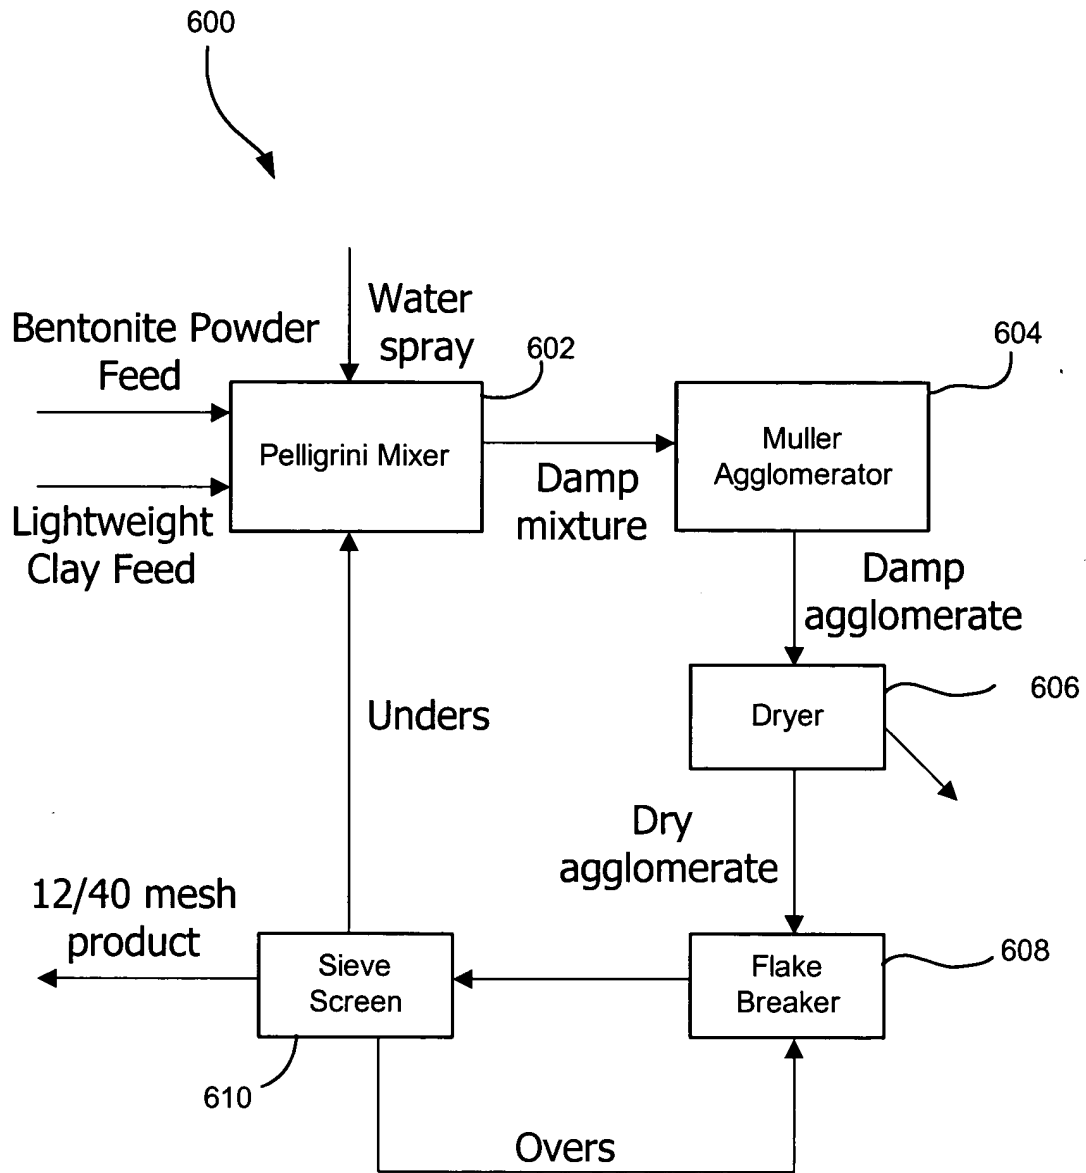 600
Water
spray
Bentonite Powder
Feed
602
604
Pelligrini Mixer
Muller
Agglomerator
Damp
mixture
Lightweight
Clay Feed
Damp
agglomerate
606
Dryer
Unders
Dry
agglomerate
12/40 mesh
product
Sieve
Screen
Flake
Breaker
608
610
Overs